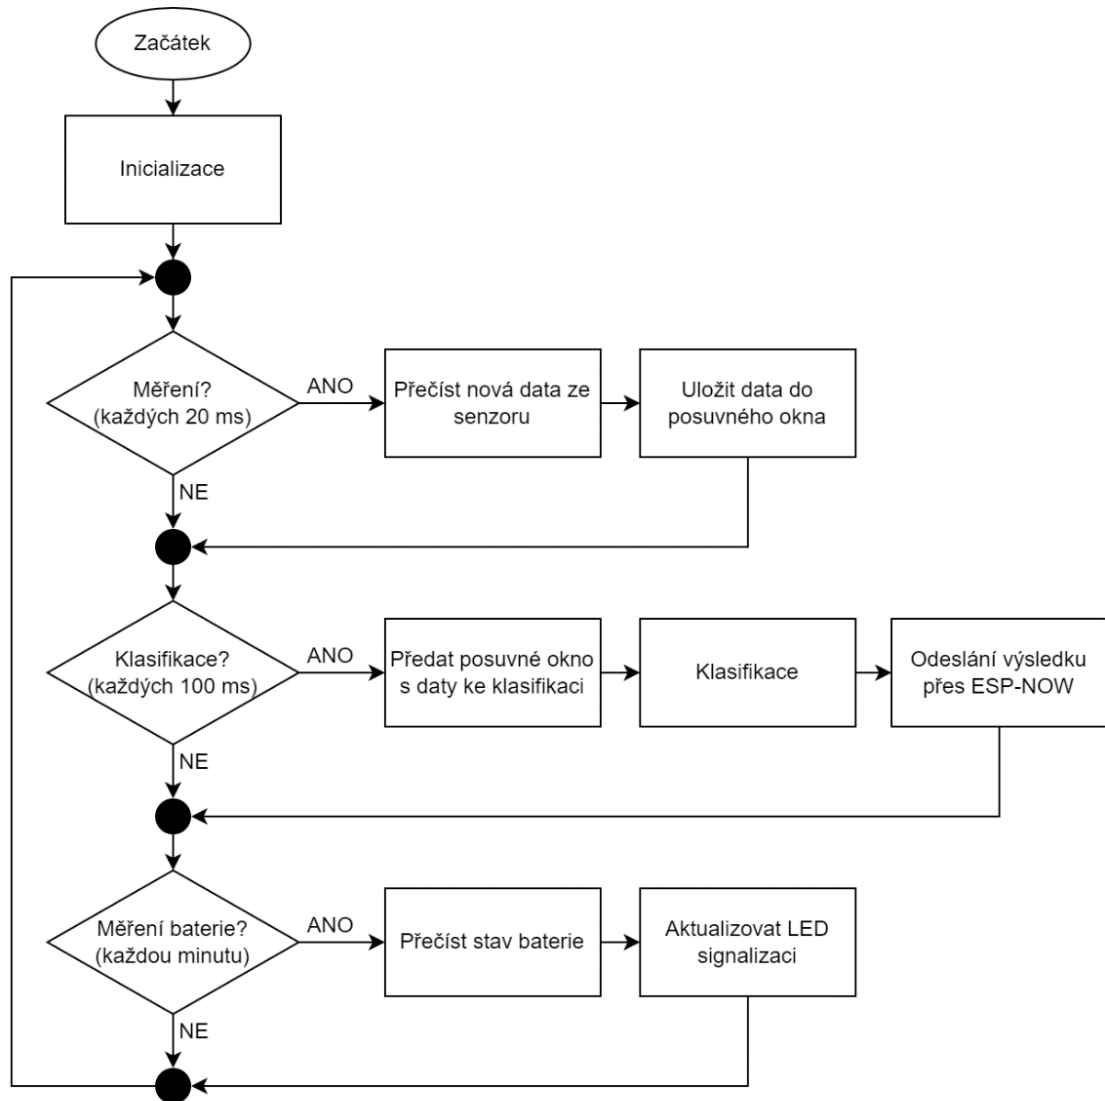 Začátek
Inicializace
Měření?
(každých 20 ms)
ANO
Přečíst nová data ze
senzoru
Uložit data do
posuvného okna
NE
Klasifikace?
(každých 100 ms)
ANO
Předat posuvné okno
s daty ke klasifikaci
Klasifikace
Odeslání výsledku
přes ESP-NOW
NE
Měření baterie?
(každou minutu)
ANO
Přečíst stav baterie
Aktualizovat LED
signalizaci
NE